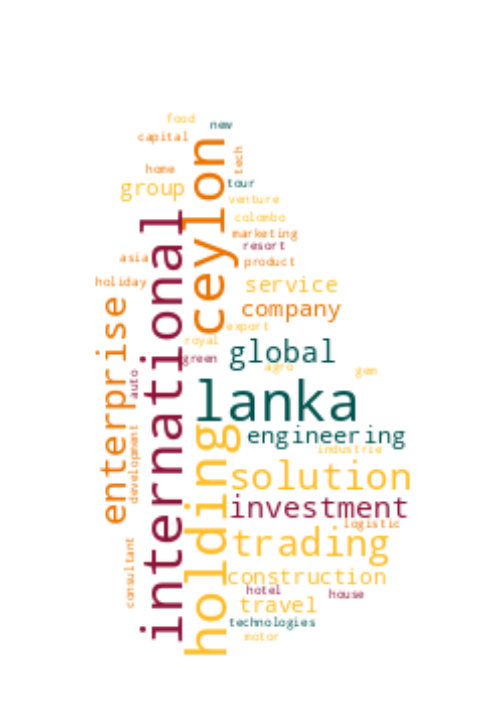 food
new
capital
tech
home
tour
group
venture
ceylon
colombo
marketing
resort
asia
product
holiday
service
company
international
export
royal
global
green
agro
gem
auto
enterprise
lanka
engineering
industrie
development
solution
investment
logistic
trading
holding
construction
consultant
hotel
house
travel
technologies
motor